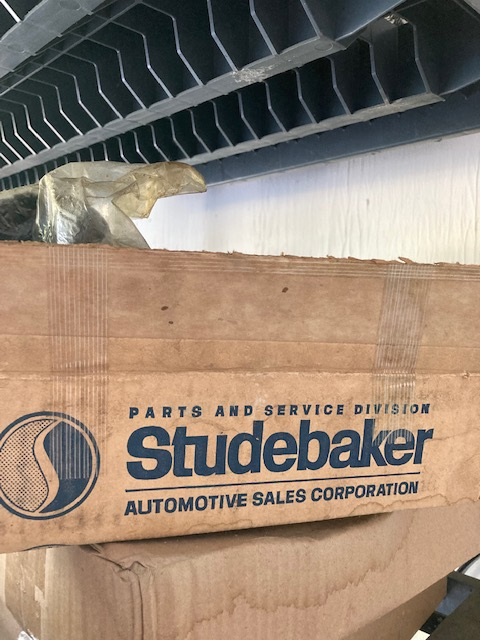 PARTS AND SERVICE DIVISION
Studebaker
AUTOMOTIVE SALES CORPORATION